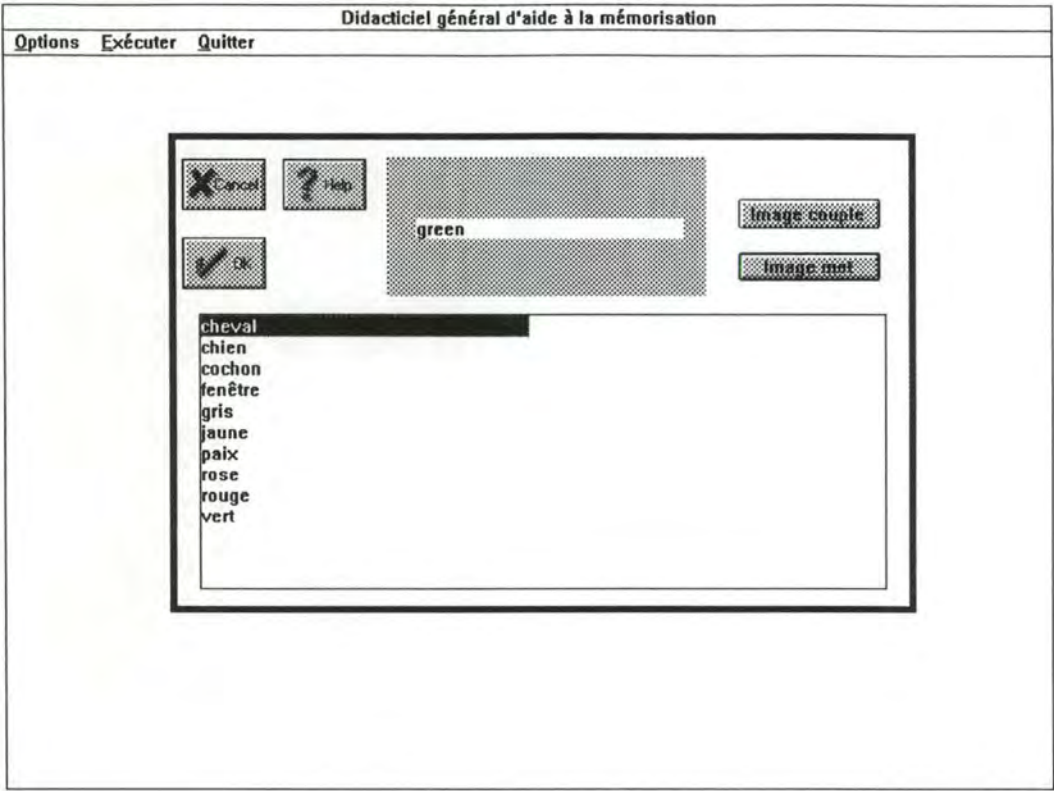 Didacticiel général d'aide à la mémorisation
Options Exécuter Quitter
Cancel Help
green
Image couple
Image mot
OK
cheval
chien
cochon
fenêtre
gris
jaune
paix
rose
rouge
vert